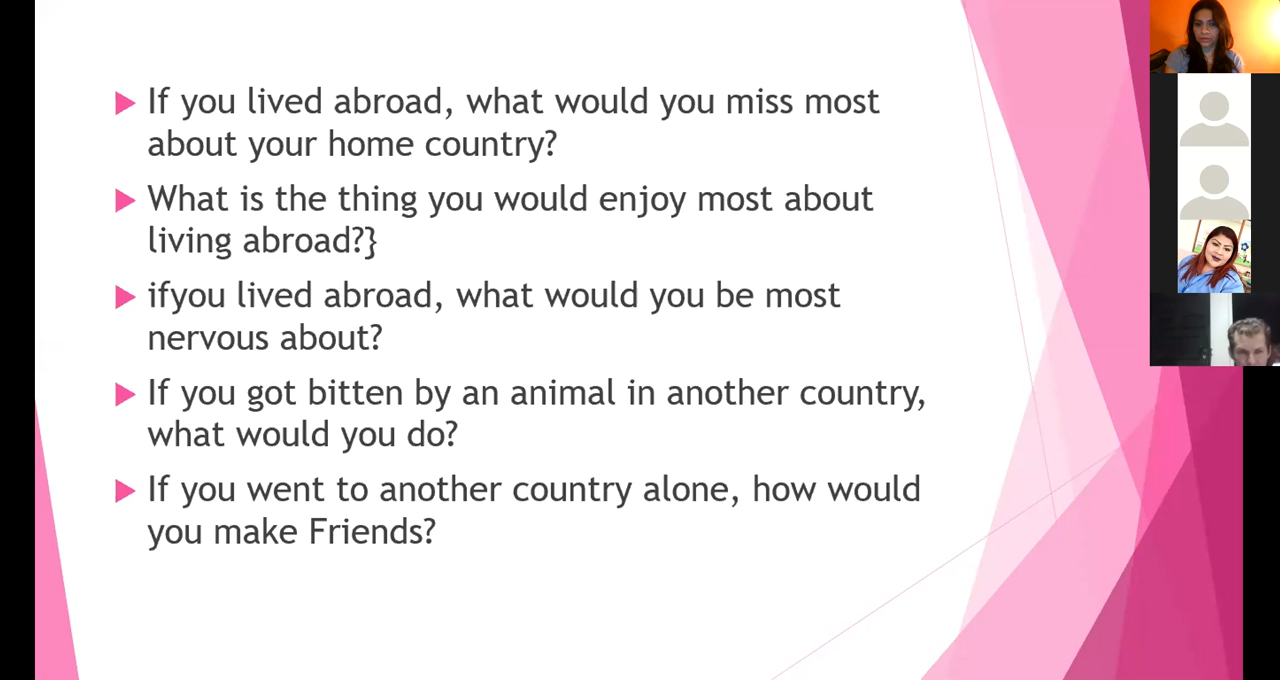 If you lived abroad, what would you miss most
about your home country?
What is the thing you would enjoy most about
living abroad?}
ifyou lived abroad, what would you be most
nervous about?
If you got bitten by an animal in another country,
what would you do?
If you went to another country alone, how would
you make Friends?